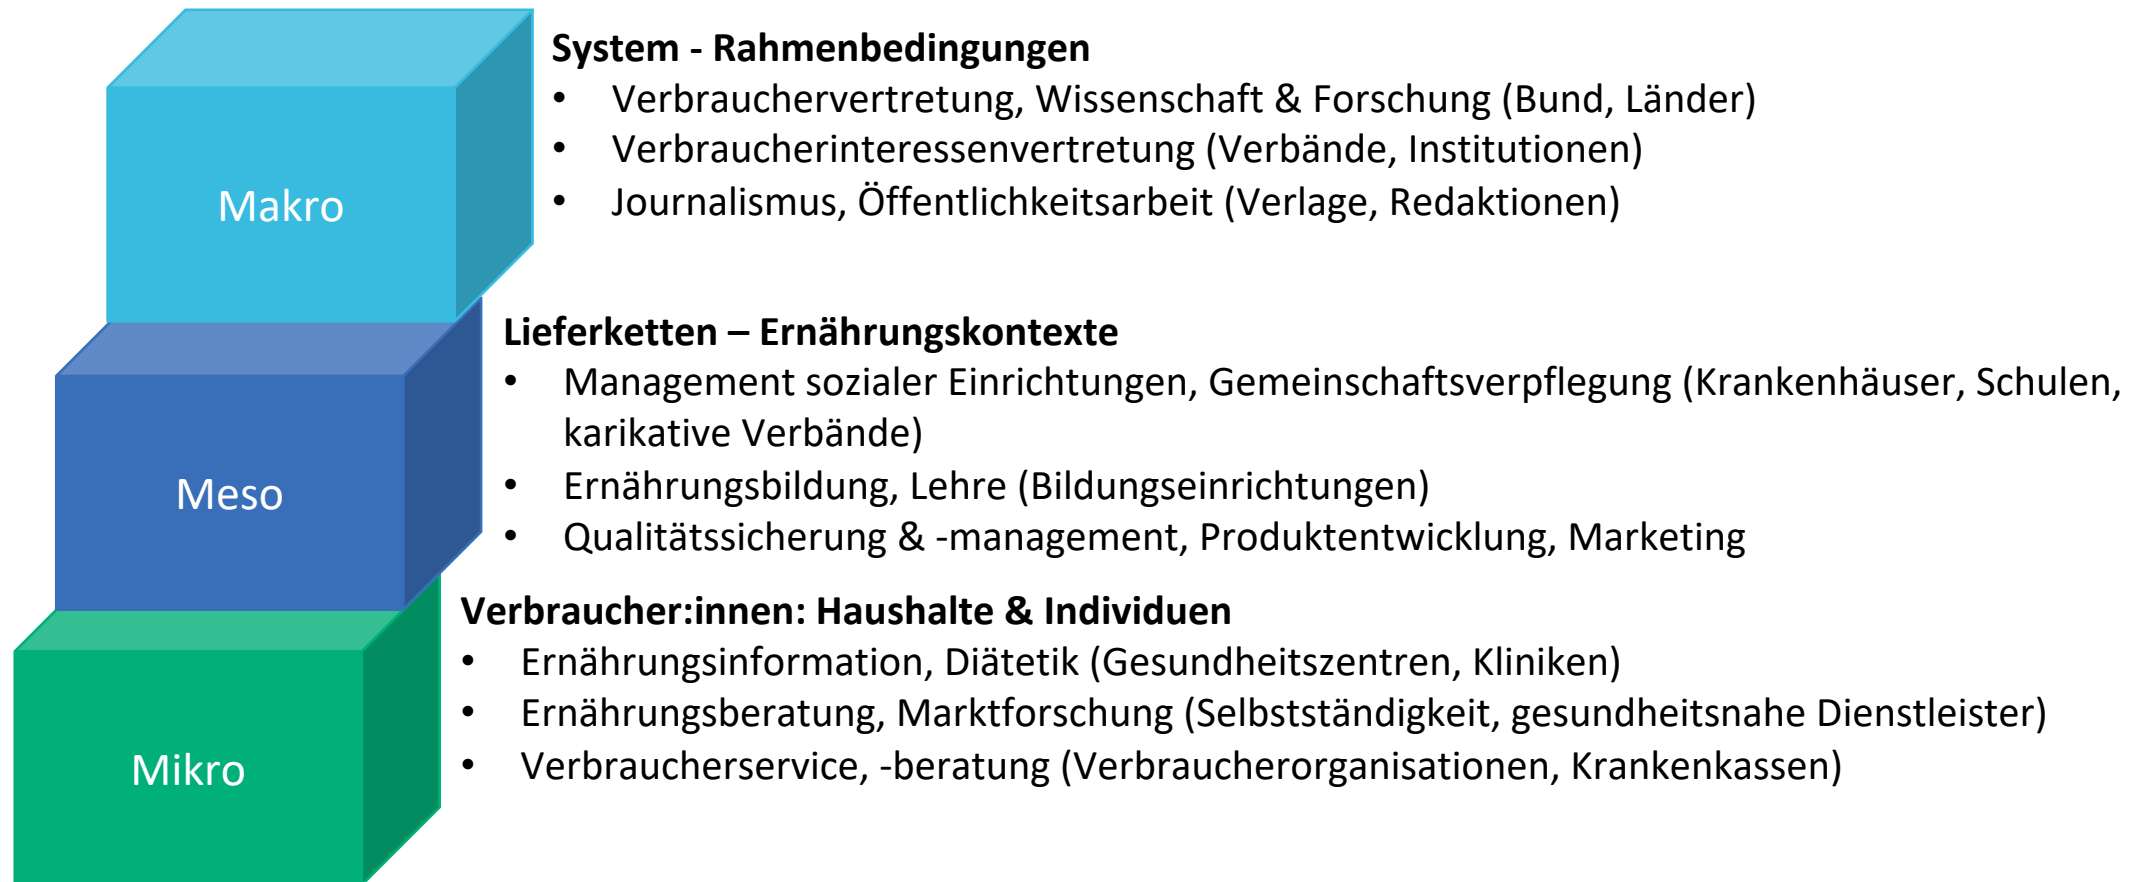 System - Rahmenbedingungen
• Verbrauchervertretung, Wissenschaft & Forschung (Bund, Länder)
• Verbraucherinteressenvertretung (Verbände, Institutionen)
• Journalismus, Öffentlichkeitsarbeit (Verlage, Redaktionen)
Makro
Lieferketten – Ernährungskontexte
• Management sozialer Einrichtungen, Gemeinschaftsverpflegung (Krankenhäuser, Schulen,
karikative Verbände)
• Ernährungsbildung, Lehre (Bildungseinrichtungen)
• Qualitätssicherung & -management, Produktentwicklung, Marketing
Meso
Verbraucher:innen: Haushalte & Individuen
• Ernährungsinformation, Diätetik (Gesundheitszentren, Kliniken)
• Ernährungsberatung, Marktforschung (Selbstständigkeit, gesundheitsnahe Dienstleister)
• Verbraucherservice, -beratung (Verbraucherorganisationen, Krankenkassen)
Mikro